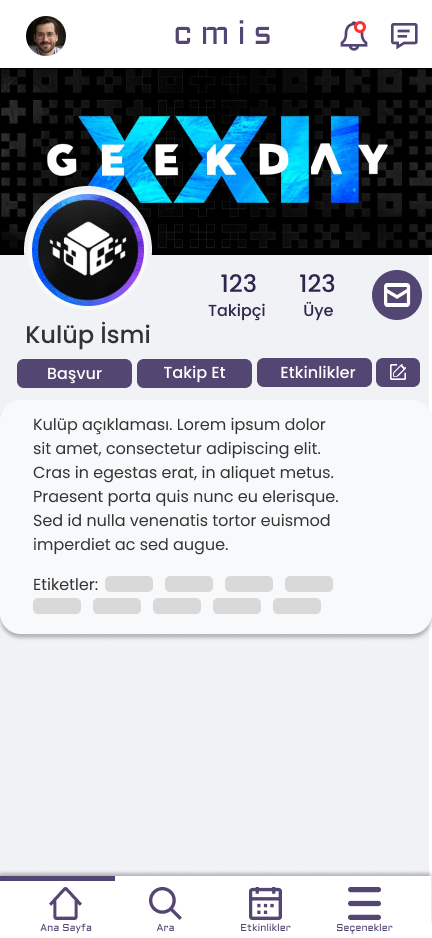 cmis
XXII
GEEKDAY
123
Takipçi
123
Üye
Kulüp İsmi
Başvur
Takip Et
Etkinlikler
Kulüp açıklaması. Lorem ipsum dolor
sit amet, consectetur adipiscing elit.
Cras in egestas erat, in aliquet metus.
Praesent porta quis nunc eu elerisque.
Sed id nulla venenatis tortor euismod
imperdiet ac sed augue.
Etiketler:
Ana Sayfa
Ara
Etkinlikler
Seçenekler